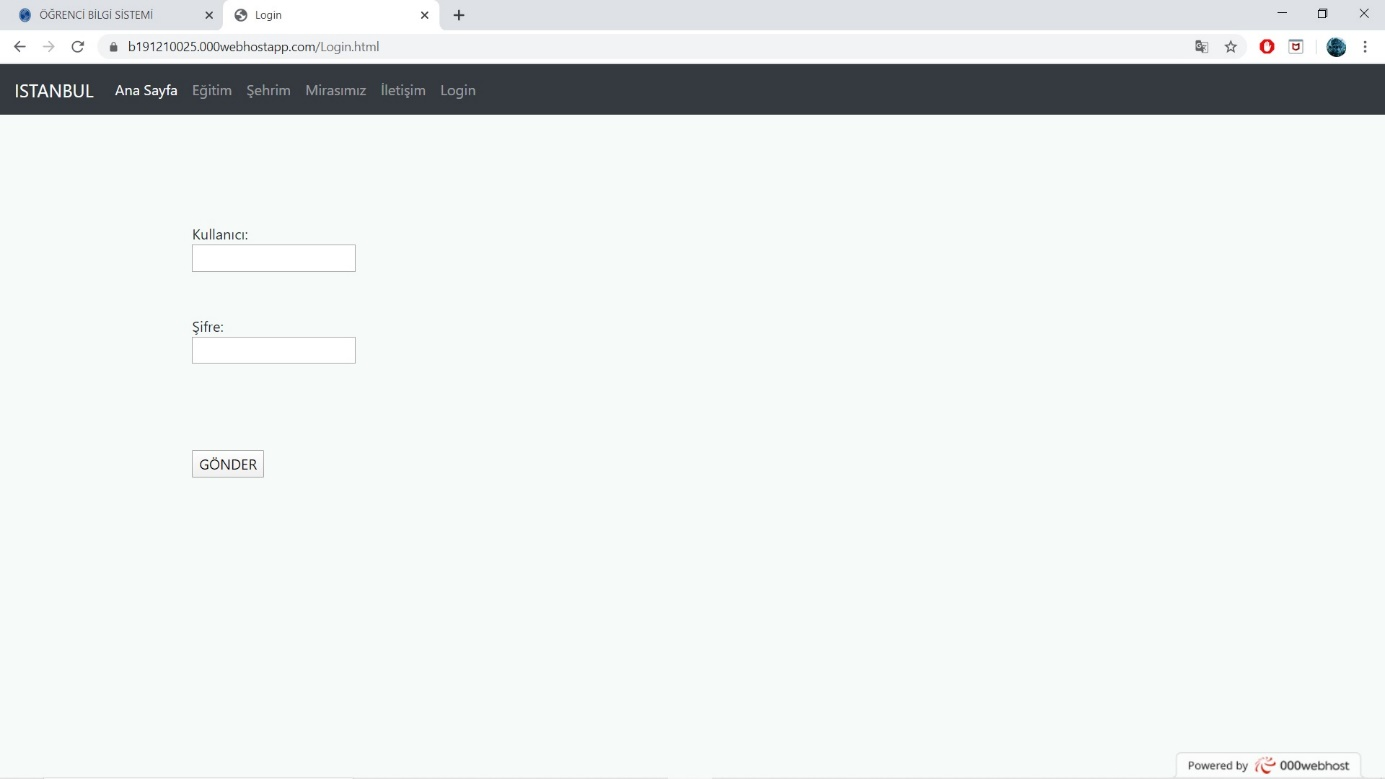 ÖĞRENCİ BİLGİ SİSTEMİ
Login
b191210025.000webhostapp.com/Login.html
ISTANBUL Ana Sayfa Eğitim Şehrim Mirasımız İletişim Login
Kullanıcı:
Şifre:
GÖNDER
Powered by 000webhost